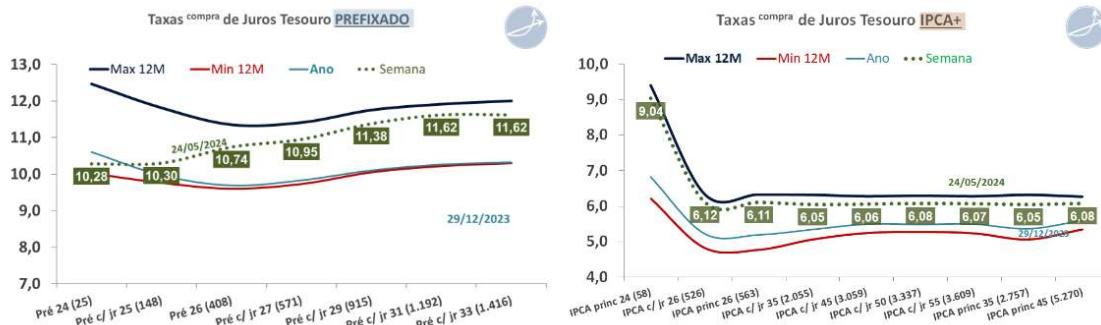 Taxas compra de Juros Tesouro PREFIXADO
13,0
12,0
11,0
10,0
9,0
8,0
7,0
Max 12M
Min 12M
Ano
Semana
24/05/2024
10,28
10,30
10,74
10,95
11,38
11,62
11,62
29/12/2023
Pré 24 (25)
Pré c/ jr 25 (148)
Pré 26 (408)
Pré c/ jr 27 (571)
Pré c/ jr 29 (915)
Pré c/ jr 31 (1.192)
Pré c/ jr 33 (1.416)
Taxas compra de Juros Tesouro IPCA+
10,0
9,0
8,0
7,0
6,0
5,0
4,0
Max 12M
Min 12M
Ano
Semana
9,04
24/05/2024
6,12
6,11
6,05
6,06
6,08
6,07
6,05
6,08
29/12/2023
IPCA princ 24 (58)
IPCA c/ jr 26 (526)
IPCA princ 26 (563)
IPCA c/ jr 35 (2.055)
IPCA c/ jr 45 (3.059)
IPCA c/ jr 50 (3.337)
IPCA c/ jr 55 (3.609)
IPCA princ 35 (2.757)
IPCA princ 45 (5.270)